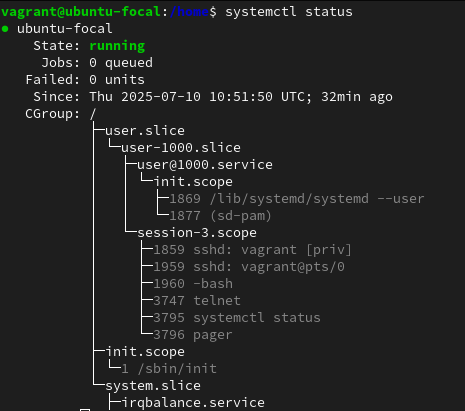 vagrant@ubuntu-focal:/home$ systemctl status
● ubuntu-focal
    State: running
     Jobs: 0 queued
   Failed: 0 units
    Since: Thu 2025-07-10 10:51:50 UTC; 32min ago
   CGroup: /
           ├─user.slice
           │ └─user-1000.slice
           │   ├─user@1000.service
           │   │ └─init.scope
           │   │   ├─1869 /lib/systemd/systemd --user
           │   │   └─1877 (sd-pam)
           │   └─session-3.scope
           │     ├─1859 sshd: vagrant [priv]
           │     ├─1959 sshd: vagrant@pts/0
           │     ├─1960 -bash
           │     ├─3747 telnet
           │     ├─3795 systemctl status
           │     └─3796 pager
           ├─init.scope
           │ └─1 /sbin/init
           └─system.slice
             ├─irqbalance.service